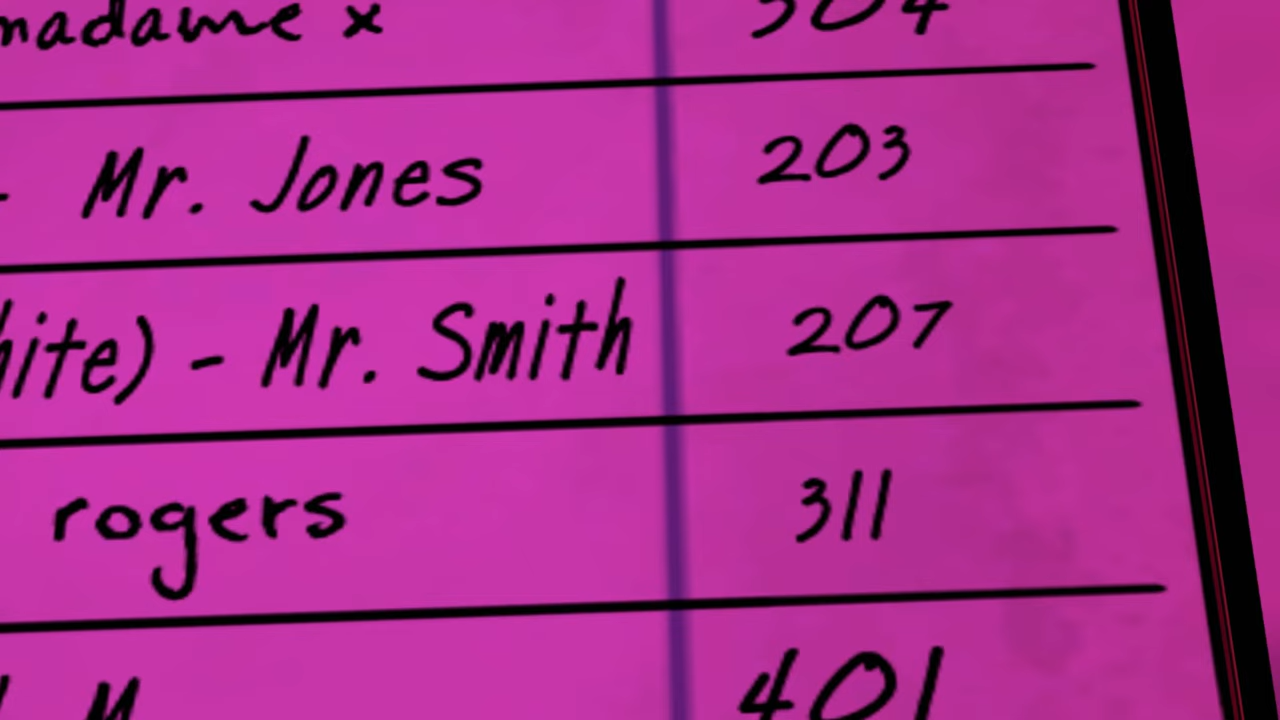 madame x
- Mr. Jones 203
hite) - Mr. Smith 207
rogers 311
M 401